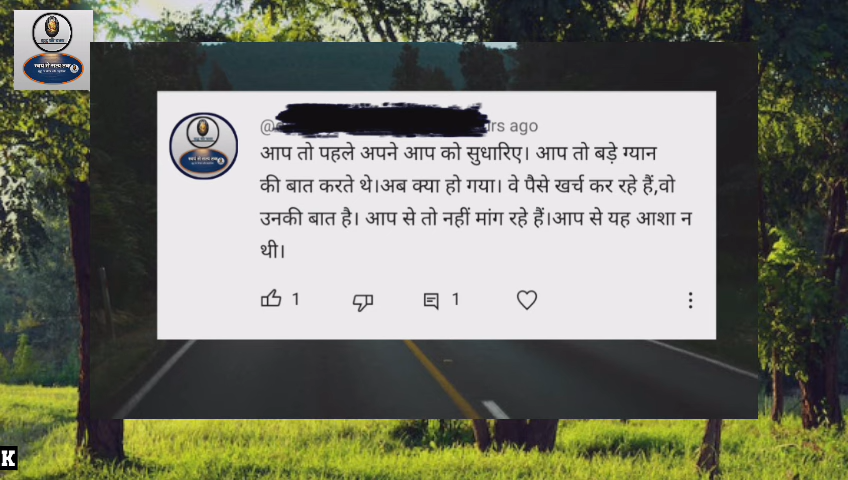 @
rs ago
आप तो पहले अपने आप को सुधारिए। आप तो बड़े ग्यान
की बात करते थे।अब क्या हो गया। वे पैसे खर्च कर रहे हैं,वो
उनकी बात है। आप से तो नहीं मांग रहे हैं।आप से यह आशा न
थी।
1
1
K